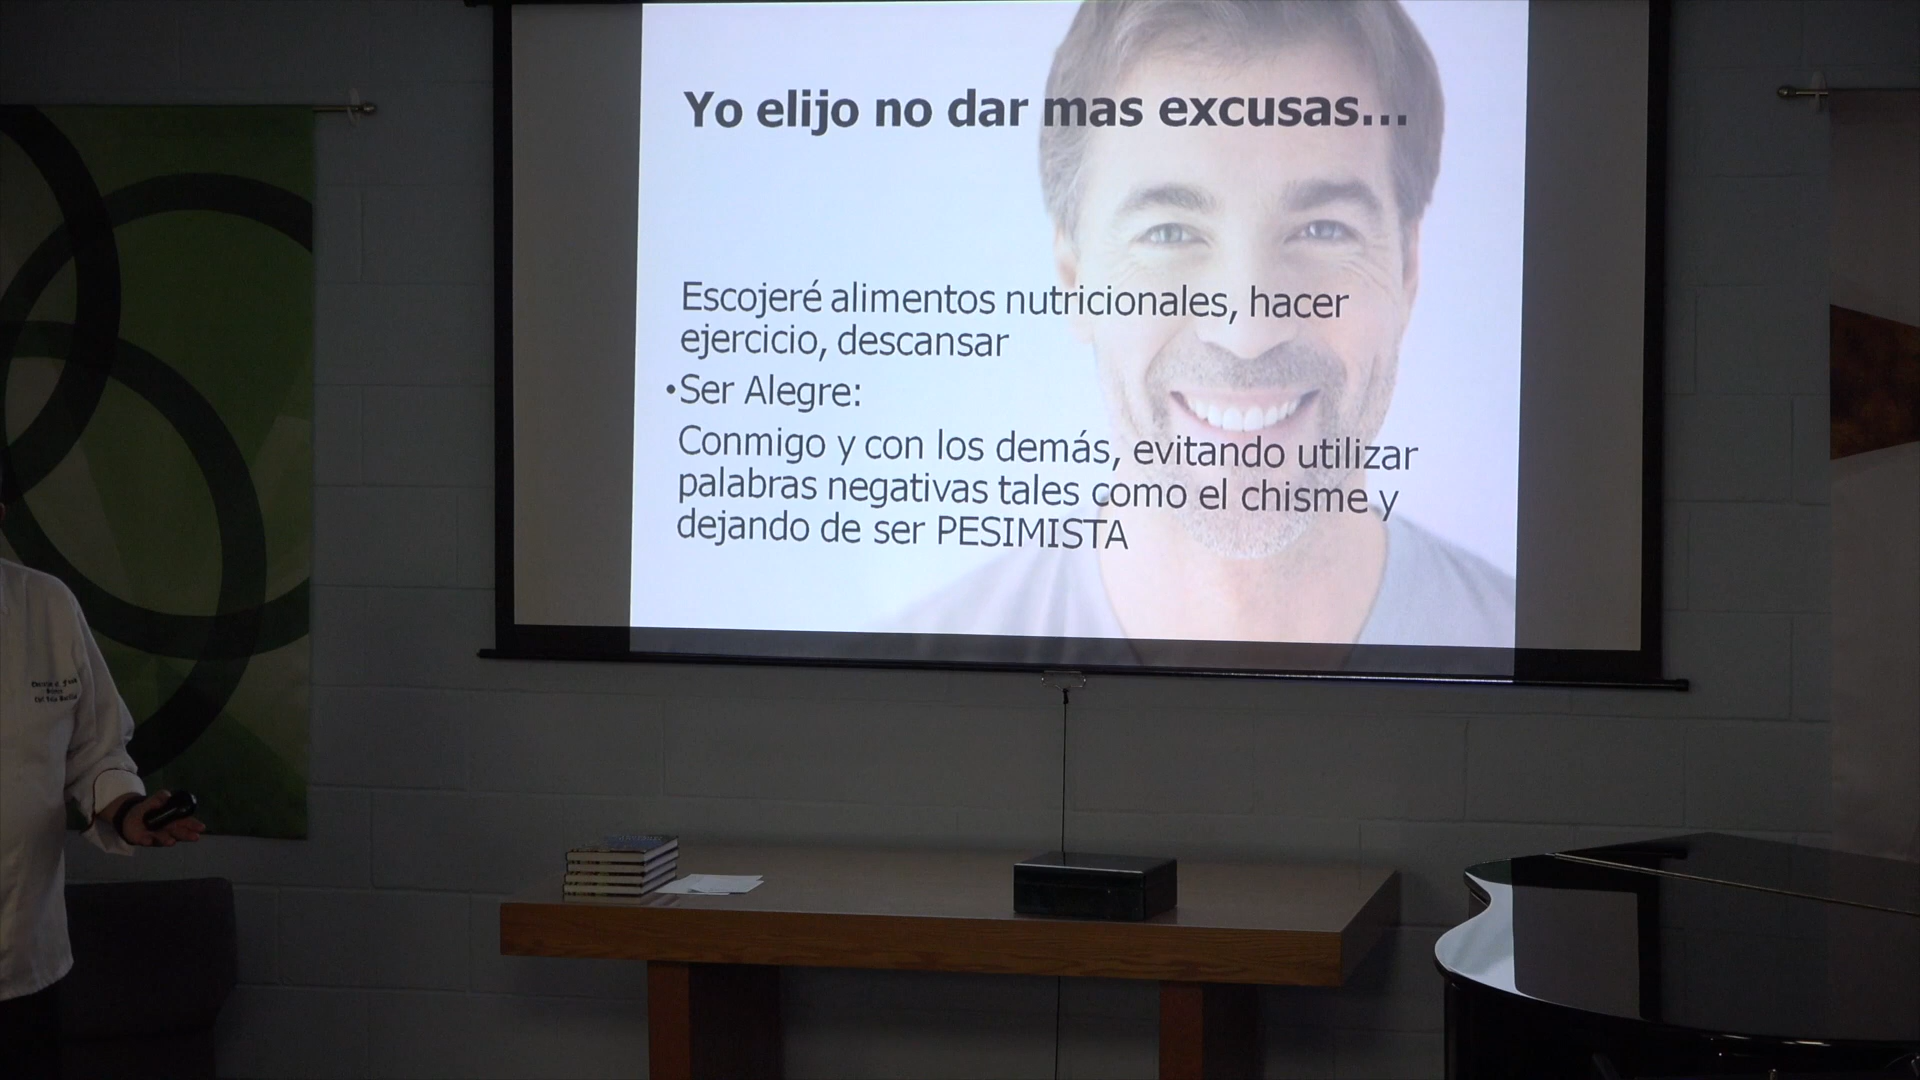 Yo elijo no dar mas excusas...
Escojeré alimentos nutricionales, hacer
ejercicio, descansar
•Ser Alegre:
Conmigo y con los demás, evitando utilizar
palabras negativas tales como el chisme y
dejando de ser PESIMISTA